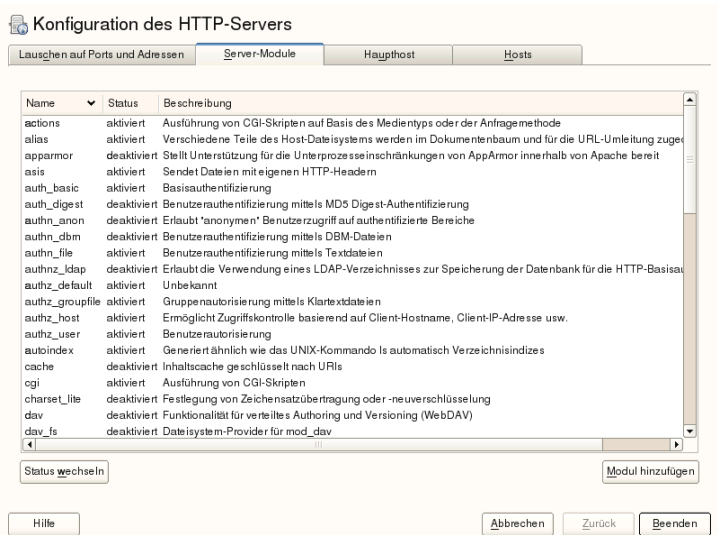 Konfiguration des HTTP-Servers
Lauschen auf Ports und Adressen Server-Module Haupthost Hosts
Name Status Beschreibung
actions aktiviert Ausführung von CGI-Skripten auf Basis des Medientyps oder der Anfragemethode
alias aktiviert Verschiedene Teile des Host-Dateisystems werden im Dokumentenbaum und für die URL-Umleitung zugeo
apparmor deaktiviert Stellt Unterstützung für die Unterprozesseinschränkungen von AppArmor innerhalb von Apache bereit
asis aktiviert Sendet Dateien mit eigenen HTTP-Headern
auth_basic aktiviert Basisauthentifizierung
auth_digest deaktiviert Benutzerauthentifizierung mittels MD5 Digest-Authentifizierung
authn_anon deaktiviert Erlaubt "anonymen" Benutzerzugriff auf authentifizierte Bereiche
authn_dbm aktiviert Benutzerauthentifizierung mittels DBM-Dateien
authn_file aktiviert Benutzerauthentifizierung mittels Textdateien
authnz_ldap deaktiviert Erlaubt die Verwendung eines LDAP-Verzeichnisses zur Speicherung der Datenbank für die HTTP-Basisau
authz_default aktiviert Unbekannt
authz_groupfile aktiviert Gruppenautorisierung mittels Klartextdateien
authz_host aktiviert Ermöglicht Zugriffskontrolle basierend auf Client-Hostname, Client-IP-Adresse usw.
authz_user aktiviert Benutzerautorisierung
autoindex aktiviert Generiert ähnlich wie das UNIX-Kommando ls automatisch Verzeichnisindizes
cache deaktiviert Inhaltscache geschlüsselt nach URIs
cgi aktiviert Ausführung von CGI-Skripten
charset_lite deaktiviert Festlegung von Zeichensatzübertragung oder -neuverschlüsselung
dav deaktiviert Funktionalität für verteiltes Authoring und Versioning (WebDAV)
dav_fs deaktiviert Dateisystem-Provider für mod_dav
Status wechseln Modul hinzufügen
Hilfe Abbrechen Zurück Beenden